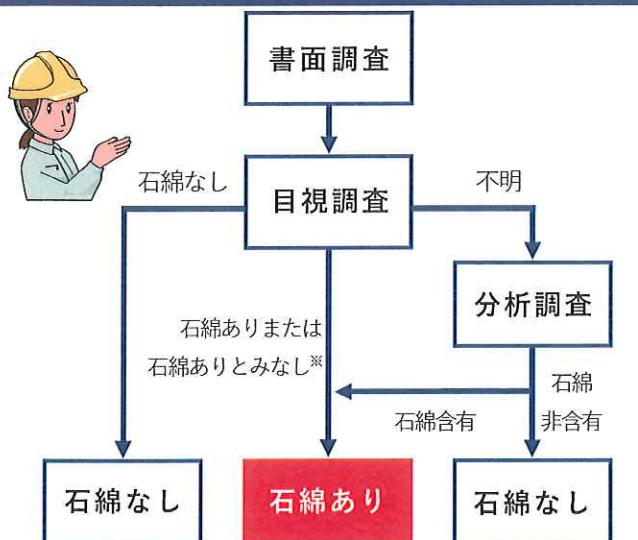 書面調査
石綿なし
目視調査
不明
分析調査
石綿ありまたは
石綿ありとみなし※
石綿
石綿含有
非含有
石綿なし
石綿あり
石綿なし